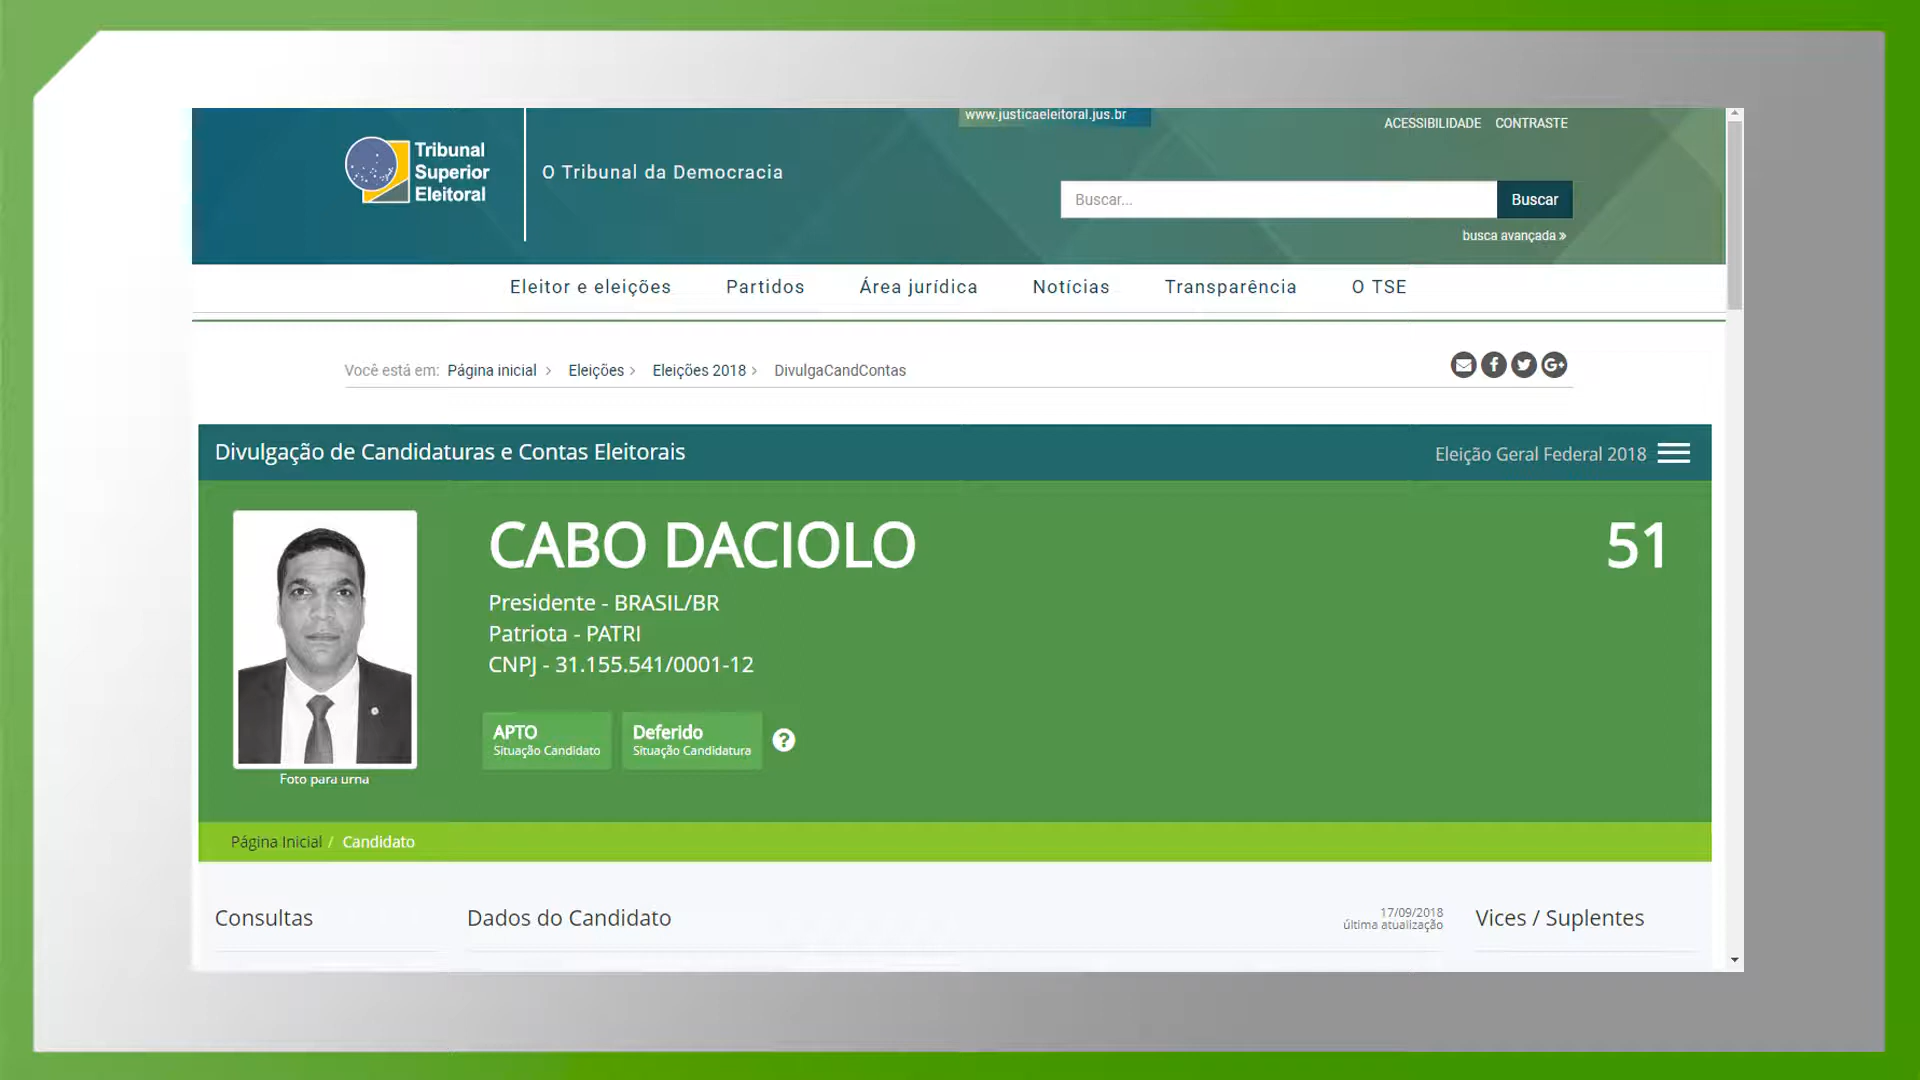 www.justicaeleitoral.jus.br
ACESSIBILIDADE CONTRASTE
Tribunal
Superior
Eleitoral
O Tribunal da Democracia
Buscar... Buscar
busca avançada »
Eleitor e eleições Partidos Área jurídica Notícias Transparência O TSE
Você está em: Página inicial > Eleições > Eleições 2018 > DivulgaCandContas
Divulgação de Candidaturas e Contas Eleitorais Eleição Geral Federal 2018
CABO DACIOLO 51
Presidente - BRASIL/BR
Patriota - PATRI
CNPJ - 31.155.541/0001-12
APTO
Situação Candidato
Deferido
Situação Candidatura
?
Foto para urna
Página Inicial / Candidato
Consultas Dados do Candidato 17/09/2018
última atualização
Vices / Suplentes